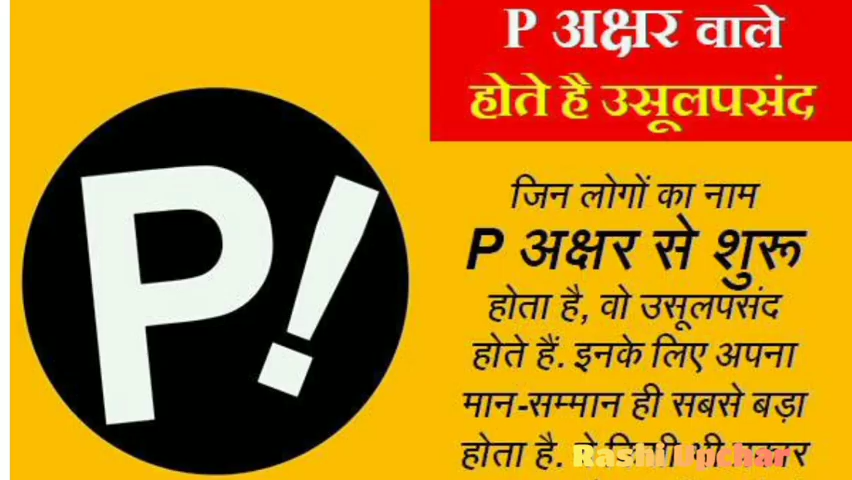 P अक्षर वाले
होते है उसूलपसंद
P!
जिन लोगों का नाम
P अक्षर से शुरू
होता है, वो उसूलपसंद
होते हैं. इनके लिए अपना
मान-सम्मान ही सबसे बड़ा
होता है.
Rashi Upchar